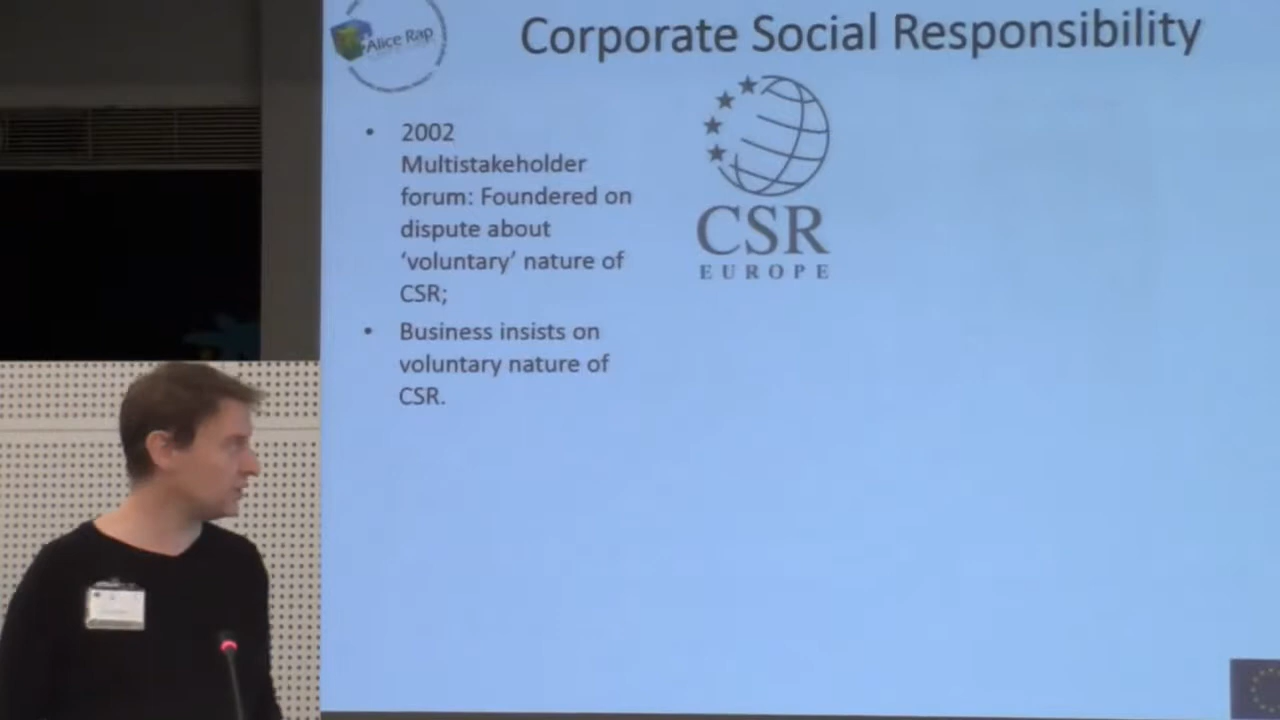 Alice Rap
Corporate Social Responsibility
• 2002
Multistakeholder
forum: Foundered on
dispute about
‘voluntary’ nature of
CSR;
• Business insists on
voluntary nature of
CSR.
CSR
EUROPE